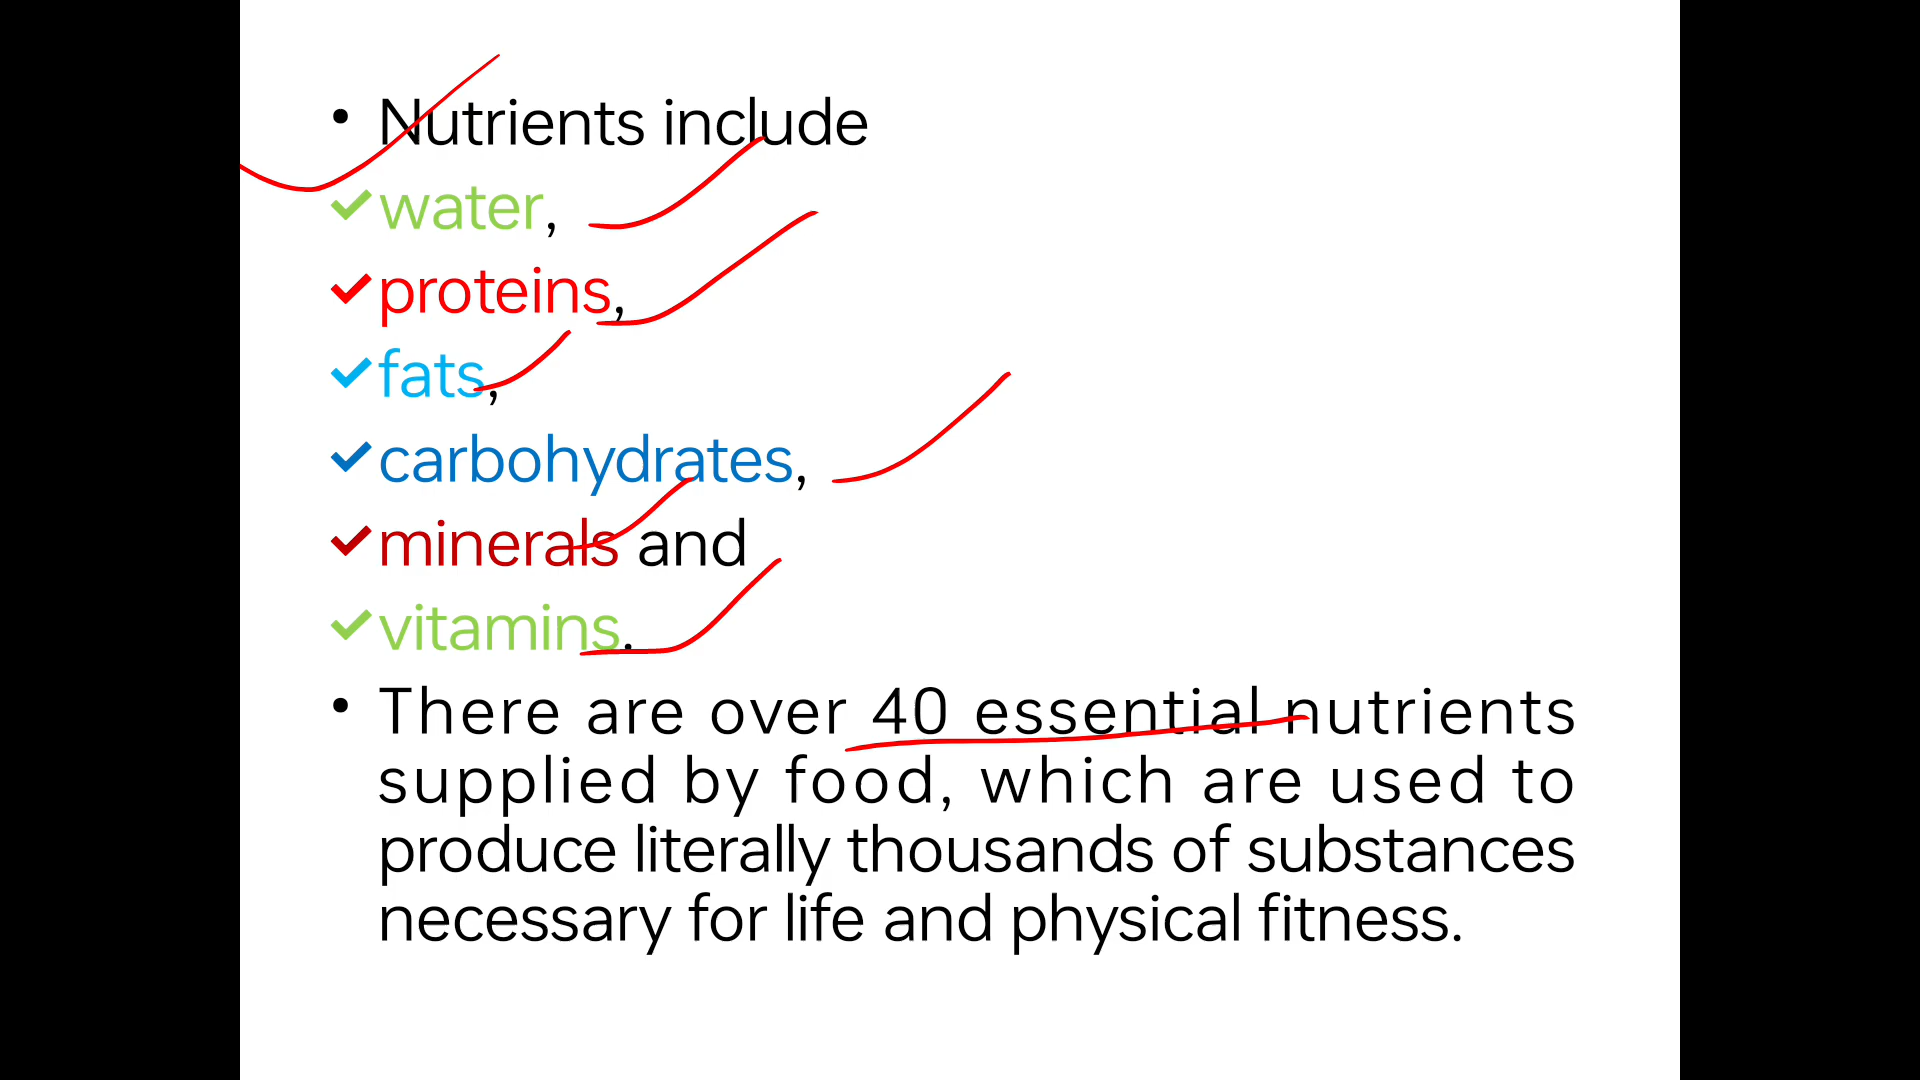 • Nutrients include
✓ water,
✓ proteins,
✓ fats,
✓ carbohydrates,
✓ minerals and
✓ vitamins.
• There are over 40 essential nutrients
supplied by food, which are used to
produce literally thousands of substances
necessary for life and physical fitness.